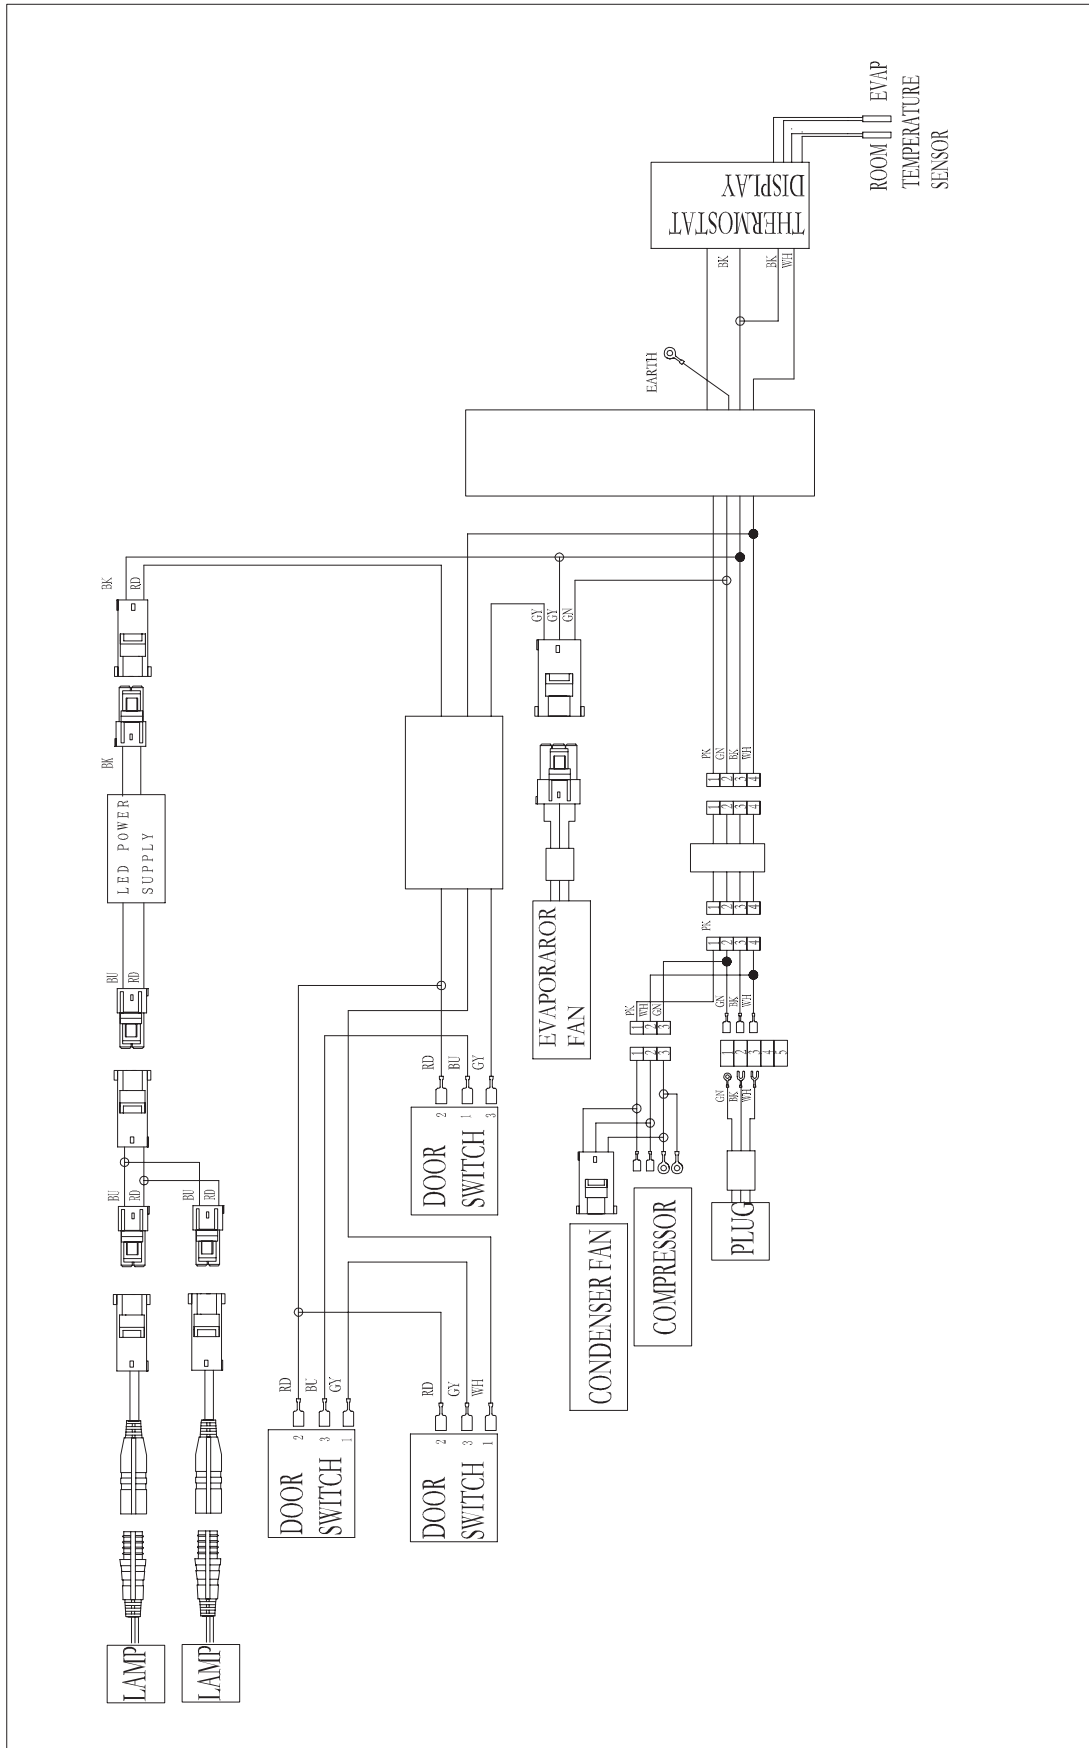 EVAP
ROOM
TEMPERATURE
SENSOR
THERMOSTAT
DISPLAY
BK
BK
WH
EARTH
BK
RD
GY
GY
GN
BK
LED POWER
SUPPLY
BU
RD
PK
GN
BK
WH
1
2
3
4
1
2
3
4
1
2
3
4
PK
1
2
3
4
EVAPORAROR
FAN
RD
BU
GY
2
1
3
DOOR
SWITCH
PK
WH
GN
1
2
3
1
2
3
GN
BK
WH
1
2
3
4
5
GN
BK
WH
PLUG
COMPRESSOR
CONDENSER FAN
BU
RD
BU
RD
RD
BU
GY
2
3
1
DOOR
SWITCH
RD
GY
WH
2
3
1
DOOR
SWITCH
LAMP
LAMP